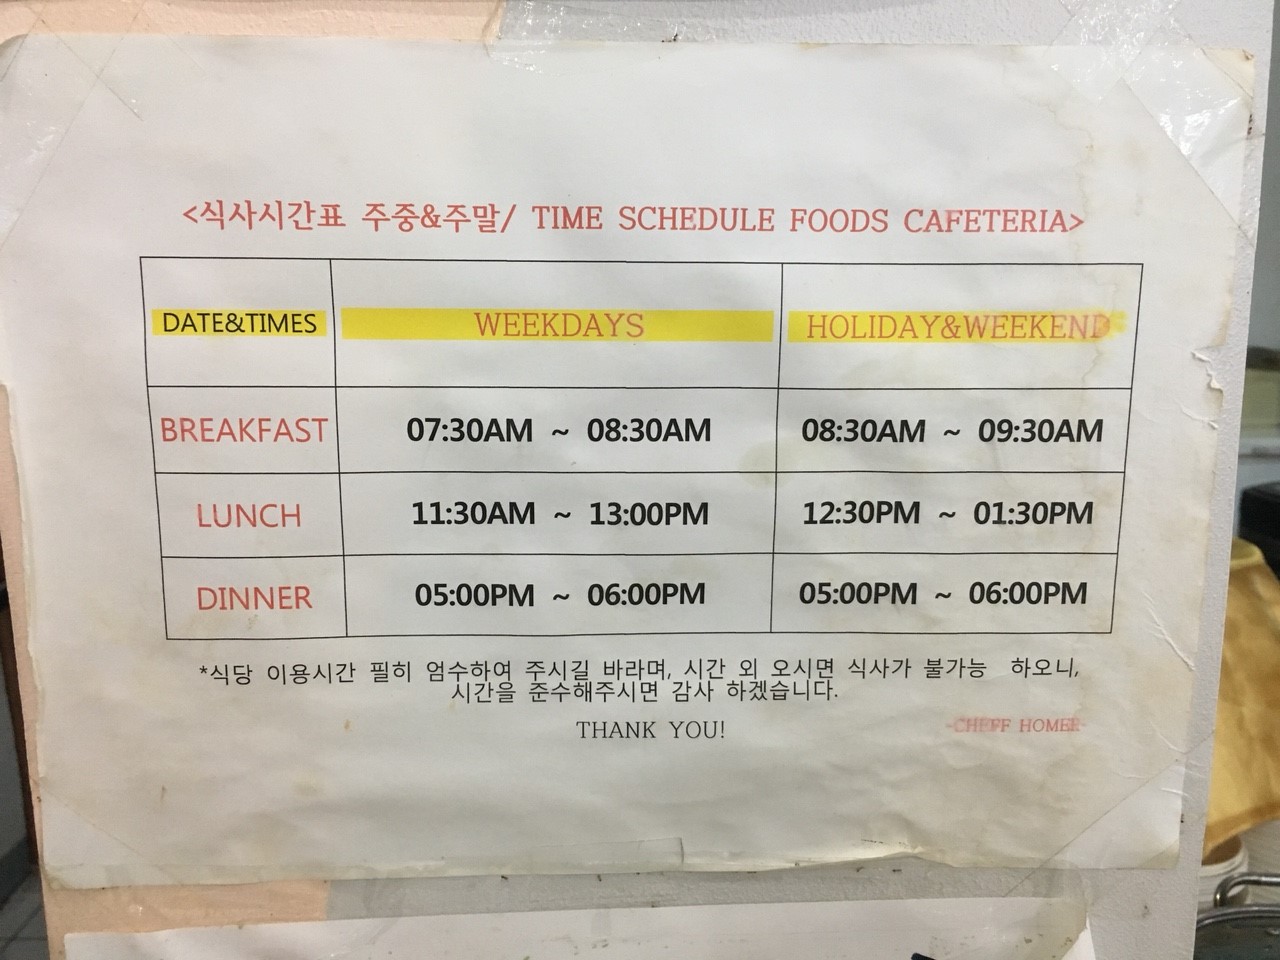 <식사시간표 주중&주말/ TIME SCHEDULE FOODS CAFETERIA>
DATE&TIMES WEEKDAYS HOLIDAY&WEEKEND
BREAKFAST 07:30AM ~ 08:30AM 08:30AM ~ 09:30AM
LUNCH 11:30AM ~ 13:00PM 12:30PM ~ 01:30PM
DINNER 05:00PM ~ 06:00PM 05:00PM ~ 06:00PM
*식당 이용시간 필히 엄수하여 주시길 바라며, 시간 외 오시면 식사가 불가능 하오니,
시간을 준수해주시면 감사 하겠습니다.
THANK YOU! -CHEFF HOMER-